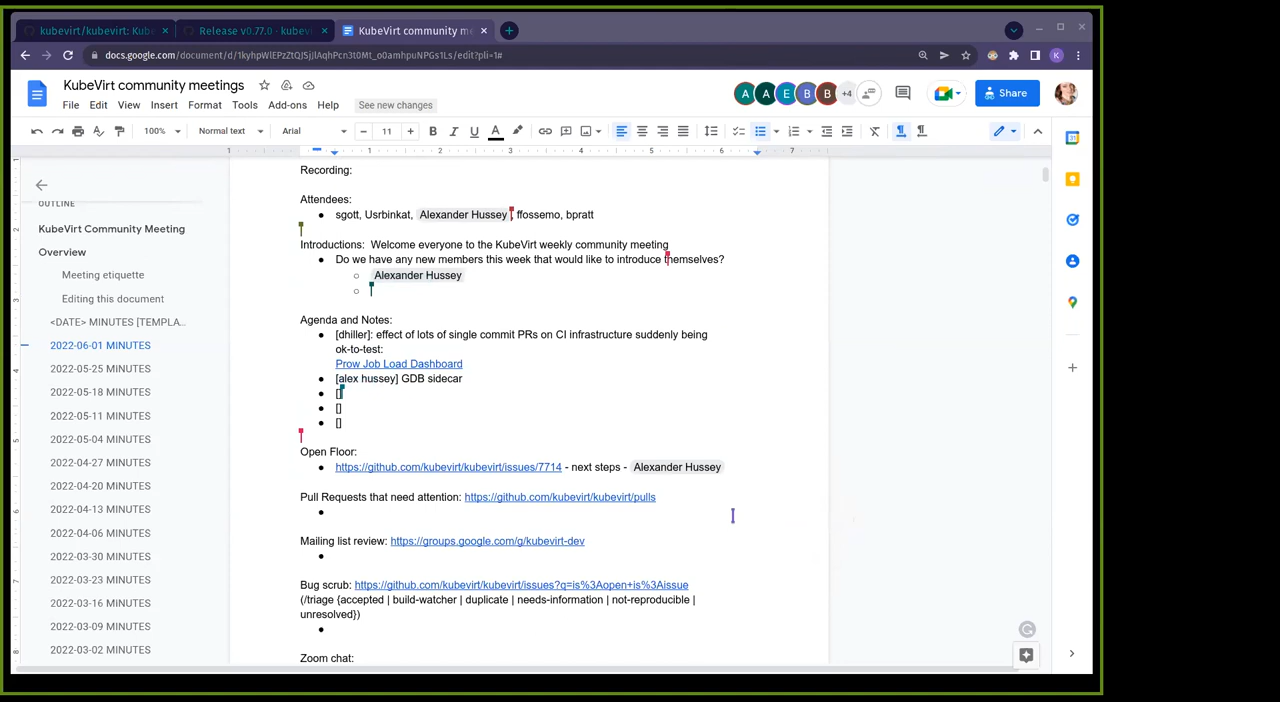 kubevirt/kubevirt: Kube
Release v0.77.0 · kubevi
KubeVirt community m
KubeVirt community meetings
File Edit View Insert Format Tools Add-ons Help
See new changes
A A E B B +4
Share
K
100% Normal text Arial 11
1 1 2 3 4 5 6 7
OUTLINE
KubeVirt Community Meeting
Overview
Meeting etiquette
Editing this document
<DATE> MINUTES [TEMPLA...
2022-06-01 MINUTES
2022-05-25 MINUTES
2022-05-18 MINUTES
2022-05-11 MINUTES
2022-05-04 MINUTES
2022-04-27 MINUTES
2022-04-20 MINUTES
2022-04-13 MINUTES
2022-04-06 MINUTES
2022-03-30 MINUTES
2022-03-23 MINUTES
2022-03-16 MINUTES
2022-03-09 MINUTES
2022-03-02 MINUTES
Recording:
Attendees:
sgott, Usrbinkat, Alexander Hussey , ffossemo, bpratt
Introductions: Welcome everyone to the KubeVirt weekly community meeting
Do we have any new members this week that would like to introduce themselves?
Alexander Hussey
Agenda and Notes:
[dhiller]: effect of lots of single commit PRs on CI infrastructure suddenly being
ok-to-test:
Prow Job Load Dashboard
[alex hussey] GDB sidecar
[]
[]
[]
Open Floor:
https://github.com/kubevirt/kubevirt/issues/7714 - next steps - Alexander Hussey
Pull Requests that need attention: https://github.com/kubevirt/kubevirt/pulls
Mailing list review: https://groups.google.com/g/kubevirt-dev
Bug scrub: https://github.com/kubevirt/kubevirt/issues?q=is%3Aopen+is%3Aissue
(/triage {accepted | build-watcher | duplicate | needs-information | not-reproducible |
unresolved})
Zoom chat: